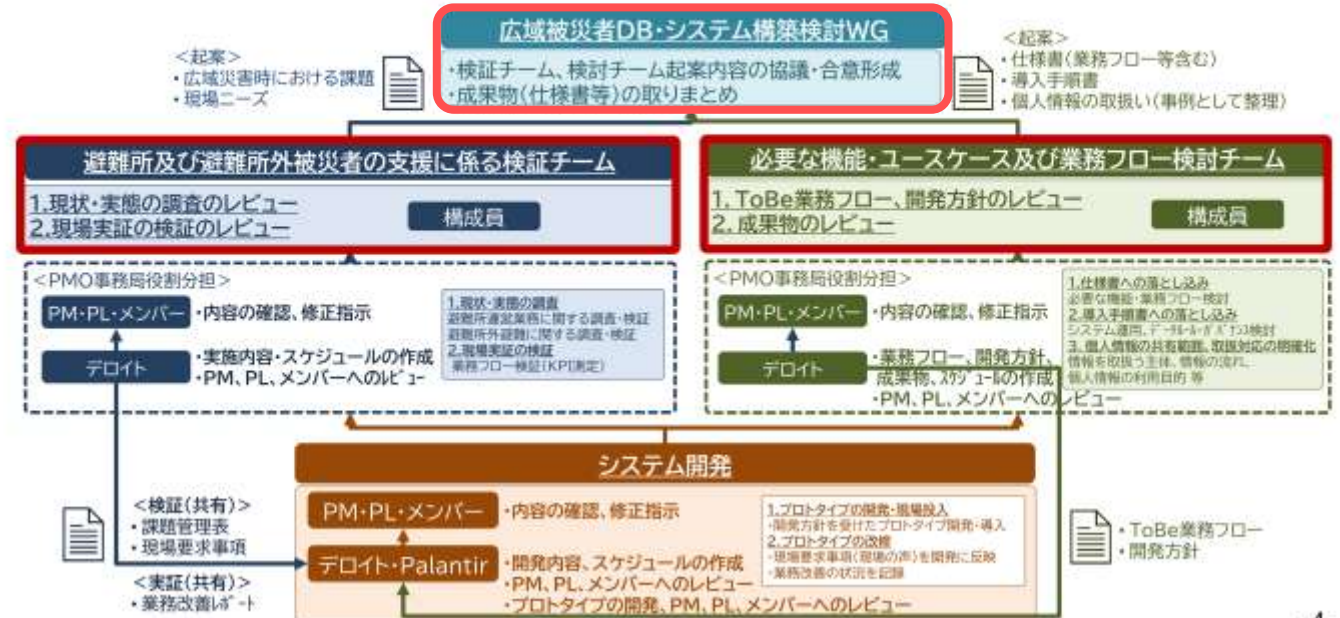 広域被災者DB・システム構築検討WG
・検証チーム、検討チーム起案内容の協議・合意形成
・成果物(仕様書等)の取りまとめ
<起案>
・広域災害時における課題
・現場ニーズ
<起案>
・仕様書(業務フロー等含む)
・導入手順書
・個人情報の取扱い(事例として整理)
避難所及び避難所外被災者の支援に係る検証チーム
1.現状・実態の調査のレビュー
2.現場実証の検証のレビュー
構成員
必要な機能・ユースケース及び業務フロー検討チーム
1.ToBe業務フロー、開発方針のレビュー
2.成果物のレビュー
構成員
<PMO事務局役割分担>
PM・PL・メンバー
・内容の確認、修正指示
デロイト
・実施内容・スケジュールの作成
・PM、PL、メンバーへのレビュー
1.現状・実態の調査
避難所運営業務に関する調査・検証
避難所外避難に関する調査・検証
2.現場実証の検証
業務フロー検証(KPI測定)
<PMO事務局役割分担>
PM・PL・メンバー
・内容の確認、修正指示
デロイト
・業務フロー、開発方針、
成果物、スケジュールの作成
・PM、PL、メンバーへのレビュー
1.仕様書への落とし込み
必要な機能・業務フロー検討
2.導入手順書への落とし込み
システム運用、データルール・ガバナンス検討
3.個人情報の共有範囲、取扱対応の明確化
情報を取扱う主体、情報の流れ、
個人情報の利用目的 等
システム開発
PM・PL・メンバー
・内容の確認、修正指示
デロイト・Palantir
・開発内容、スケジュールの作成
・PM、PL、メンバーへのレビュー
・プロトタイプの開発、PM、PL、メンバーへのレビュー
1.プロトタイプの開発・現場投入
・開発方針を受けたプロトタイプ開発・導入
2.プロトタイプの改修
・現場要求事項(現場の声)を開発に反映
・業務改善の状況を記録
<検証(共有)>
・課題管理表
・現場要求事項
<実証(共有)>
・業務改善レポート
・ToBe業務フロー
・開発方針